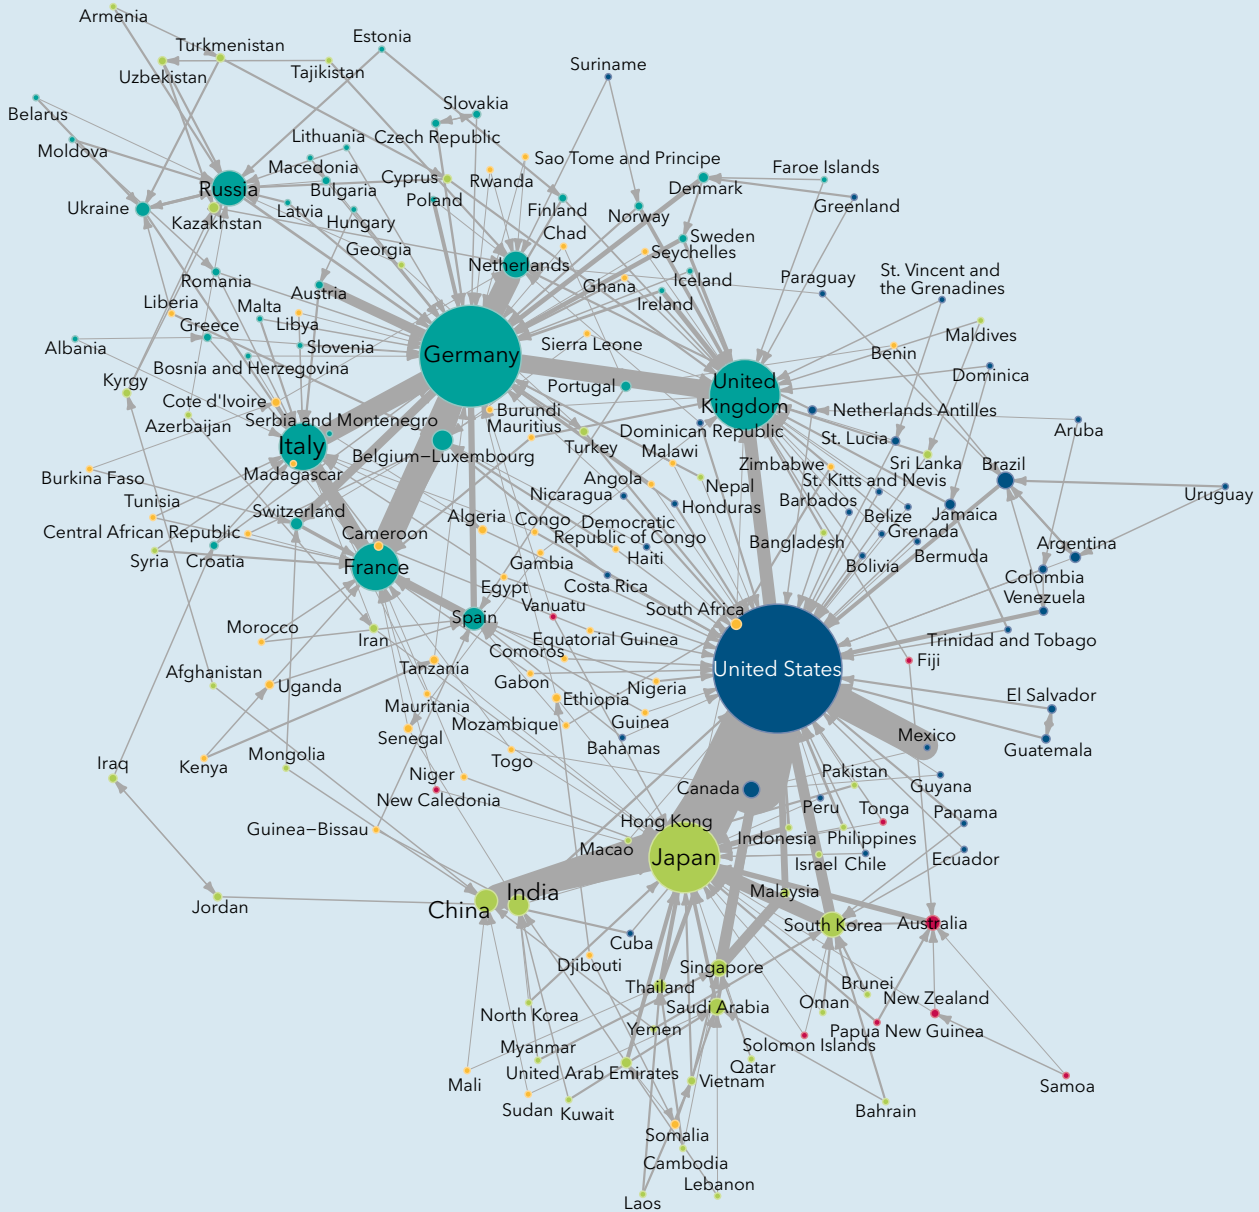 Armenia
Turkmenistan
Estonia
Uzbekistan
Tajikistan
Suriname
Belarus
Slovakia
Czech Republic
Moldova
Lithuania
Macedonia
Sao Tome and Principe
Faroe Islands
Russia
Bulgaria
Cyprus
Rwanda
Denmark
Ukraine
Latvia
Poland
Finland
Norway
Greenland
Kazakhstan
Hungary
Chad
Sweden
Georgia
Netherlands
Seychelles
St. Vincent and
the Grenadines
Romania
Austria
Ghana
Iceland
Paraguay
Liberia
Malta
Libya
Ireland
Greece
Maldives
Albania
Slovenia
Germany
Sierra Leone
Benin
Bosnia and Herzegovina
Dominica
Kyrgy
Portugal
United
Kingdom
Cote d'Ivoire
Burundi
Netherlands Antilles
Azerbaijan
Serbia and Montenegro
Mauritius
Dominican Republic
Aruba
Italy
Belgium–Luxembourg
Turkey
St. Lucia
Malawi
Zimbabwe
Sri Lanka
Brazil
Burkina Faso
Madagascar
Angola
Nepal
St. Kitts and Nevis
Tunisia
Nicaragua
Barbados
Uruguay
Switzerland
Algeria
Congo
Honduras
Belize
Jamaica
Central African Republic
Cameroon
Democratic
Republic of Congo
Bangladesh
Grenada
Argentina
Syria
Croatia
France
Gambia
Haiti
Bolivia
Bermuda
Colombia
Egypt
Costa Rica
Venezuela
Vanuatu
South Africa
Spain
Morocco
Iran
Equatorial Guinea
Trinidad and Tobago
Comoros
Fiji
Afghanistan
Tanzania
United States
Uganda
Gabon
Ethiopia
Nigeria
El Salvador
Mauritania
Mozambique
Guinea
Senegal
Bahamas
Mexico
Guatemala
Mongolia
Togo
Iraq
Kenya
Niger
Pakistan
Canada
Guyana
New Caledonia
Peru
Tonga
Panama
Guinea–Bissau
Hong Kong
Indonesia
Philippines
Macao
Japan
Israel
Chile
Ecuador
India
Malaysia
Jordan
China
South Korea
Australia
Cuba
Djibouti
Singapore
Thailand
Brunei
New Zealand
North Korea
Saudi Arabia
Oman
Yemen
Papua New Guinea
Myanmar
Solomon Islands
United Arab Emirates
Qatar
Mali
Vietnam
Samoa
Sudan
Kuwait
Bahrain
Somalia
Cambodia
Lebanon
Laos